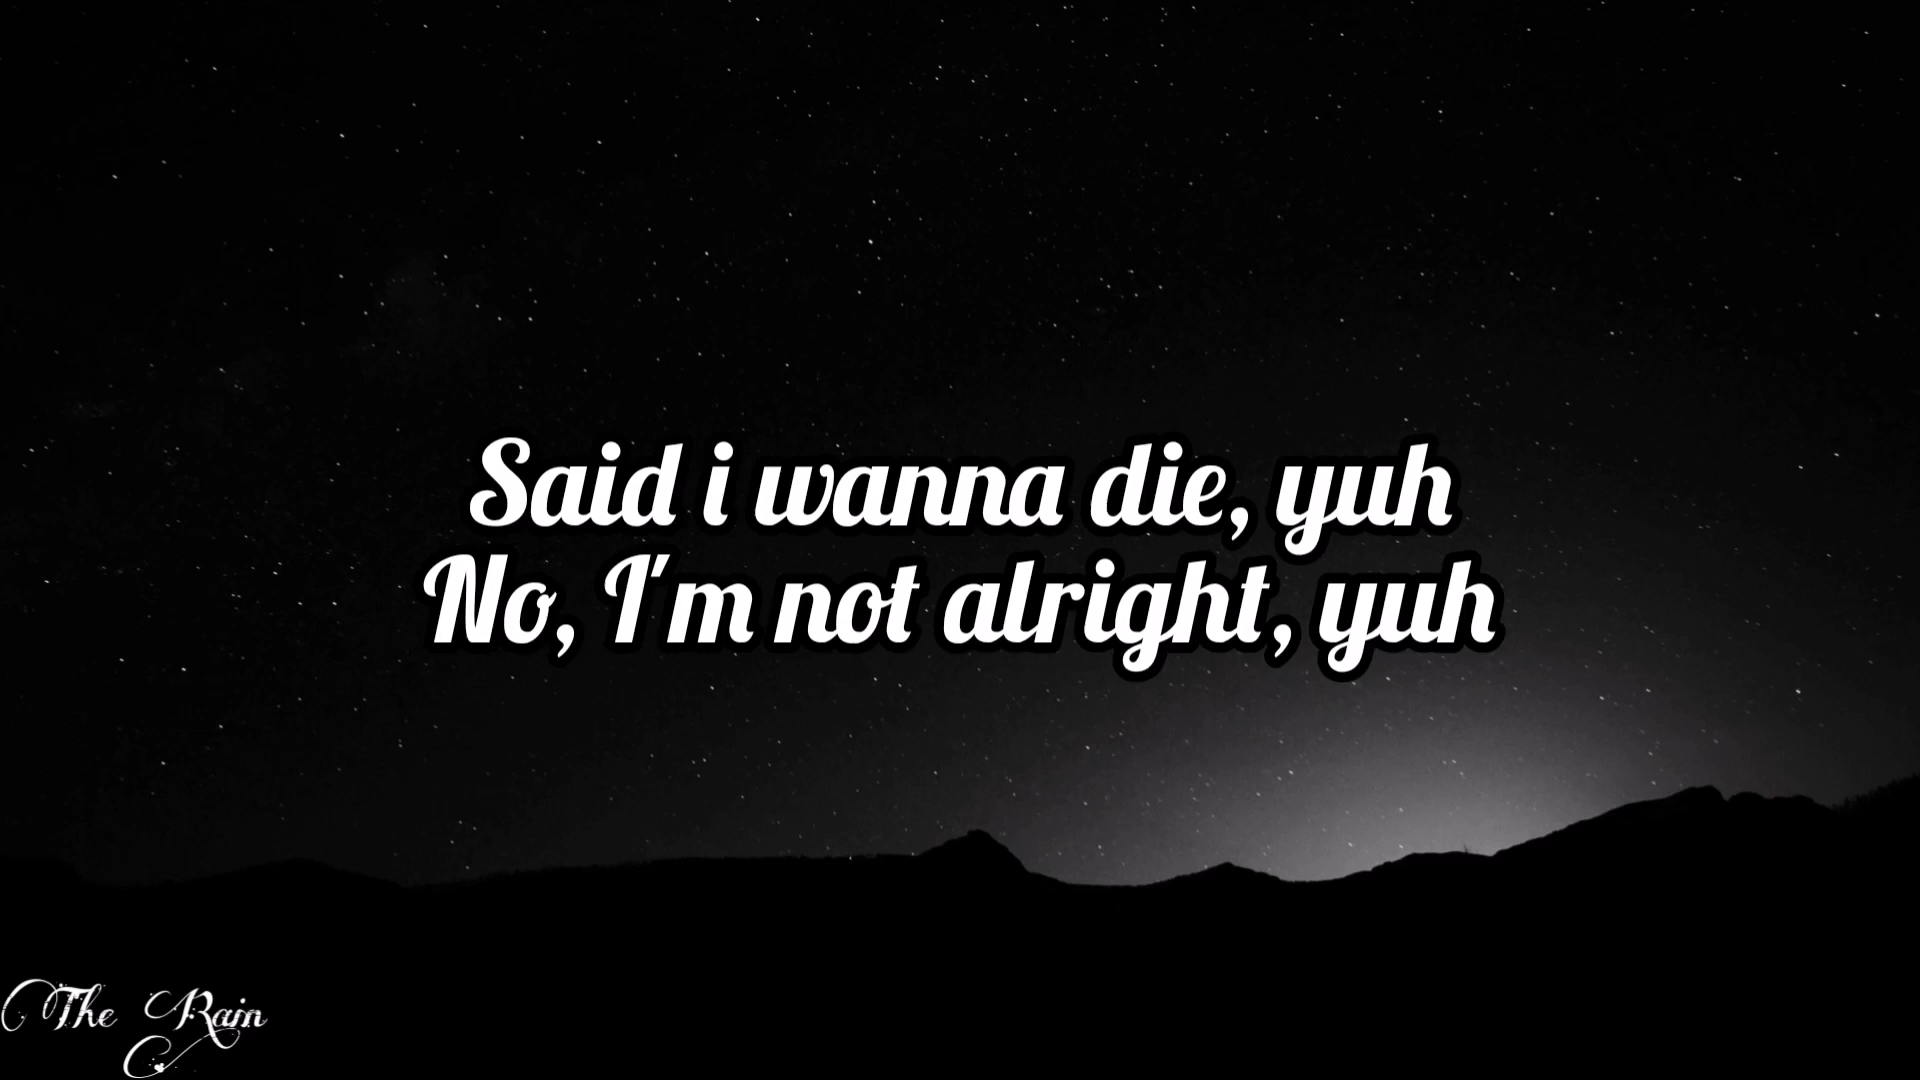 Said i wanna die, yuh
No, I'm not alright, yuh
The Rain